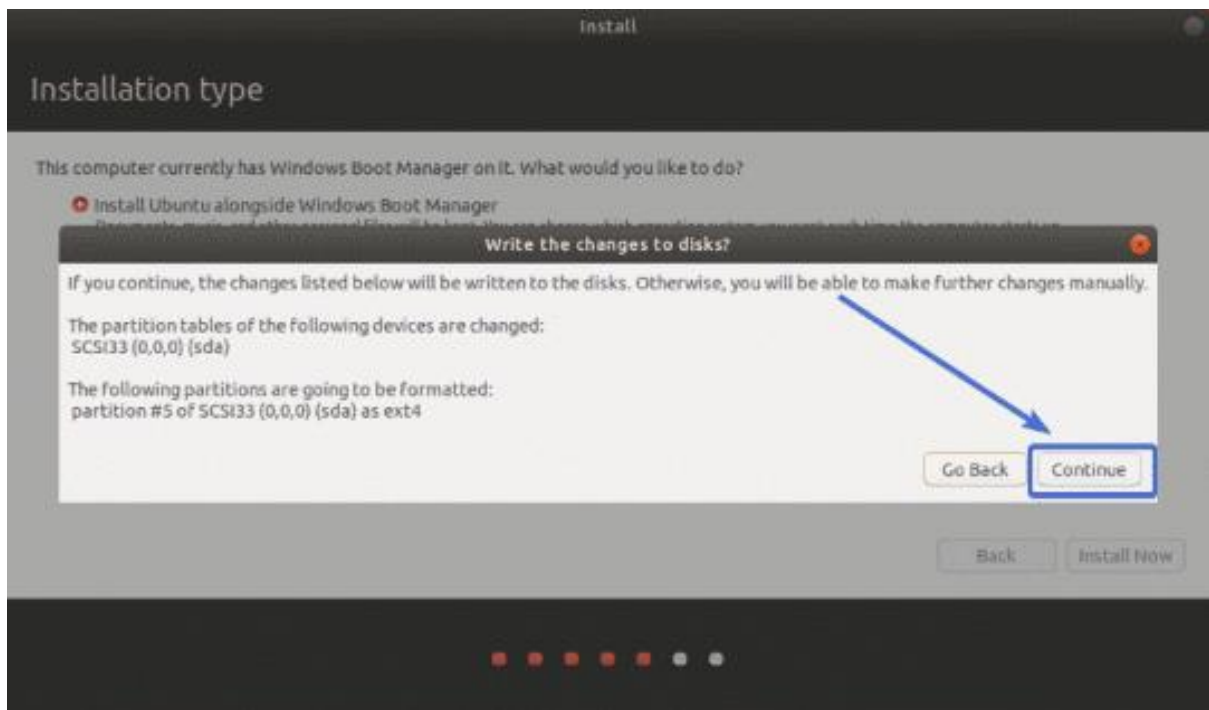 Install
Installation type
This computer currently has Windows Boot Manager on it. What would you like to do?
Install Ubuntu alongside Windows Boot Manager
Write the changes to disks?
If you continue, the changes listed below will be written to the disks. Otherwise, you will be able to make further changes manually.
The partition tables of the following devices are changed:
SCSI33 (0,0,0) (sda)
The following partitions are going to be formatted:
partition #5 of SCSI33 (0,0,0) (sda) as ext4
Go Back Continue
Back Install Now